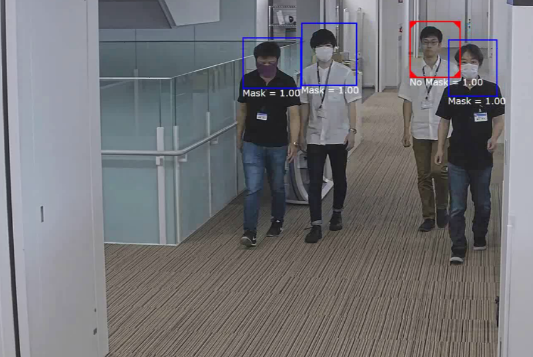 Mask = 1.00
Mask = 1.00
No Mask = 1.00
Mask = 1.00